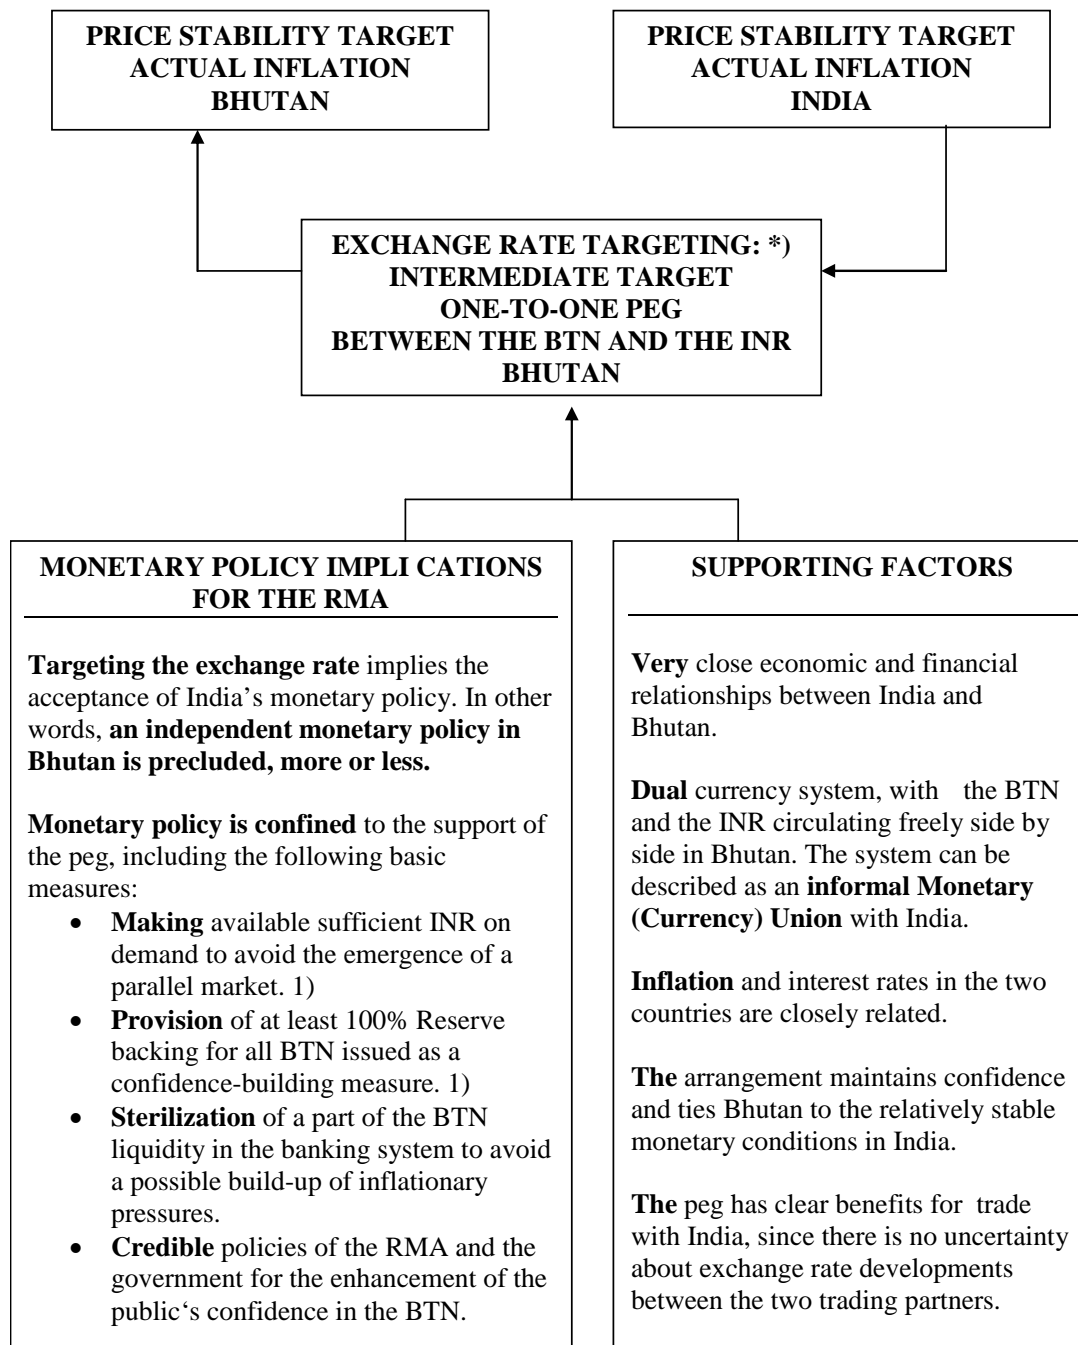 PRICE STABILITY TARGET
ACTUAL INFLATION
BHUTAN
PRICE STABILITY TARGET
ACTUAL INFLATION
INDIA
EXCHANGE RATE TARGETING: *)
INTERMEDIATE TARGET
ONE-TO-ONE PEG
BETWEEN THE BTN AND THE INR
BHUTAN
MONETARY POLICY IMPLI CATIONS
FOR THE RMA
Targeting the exchange rate implies the
acceptance of India’s monetary policy. In other
words, an independent monetary policy in
Bhutan is precluded, more or less.
Monetary policy is confined to the support of
the peg, including the following basic
measures:
• Making available sufficient INR on
demand to avoid the emergence of a
parallel market. 1)
• Provision of at least 100% Reserve
backing for all BTN issued as a
confidence-building measure. 1)
• Sterilization of a part of the BTN
liquidity in the banking system to avoid
a possible build-up of inflationary
pressures.
• Credible policies of the RMA and the
government for the enhancement of the
public‘s confidence in the BTN.
SUPPORTING FACTORS
Very close economic and financial
relationships between India and
Bhutan.
Dual currency system, with the BTN
and the INR circulating freely side by
side in Bhutan. The system can be
described as an informal Monetary
(Currency) Union with India.
Inflation and interest rates in the two
countries are closely related.
The arrangement maintains confidence
and ties Bhutan to the relatively stable
monetary conditions in India.
The peg has clear benefits for trade
with India, since there is no uncertainty
about exchange rate developments
between the two trading partners.